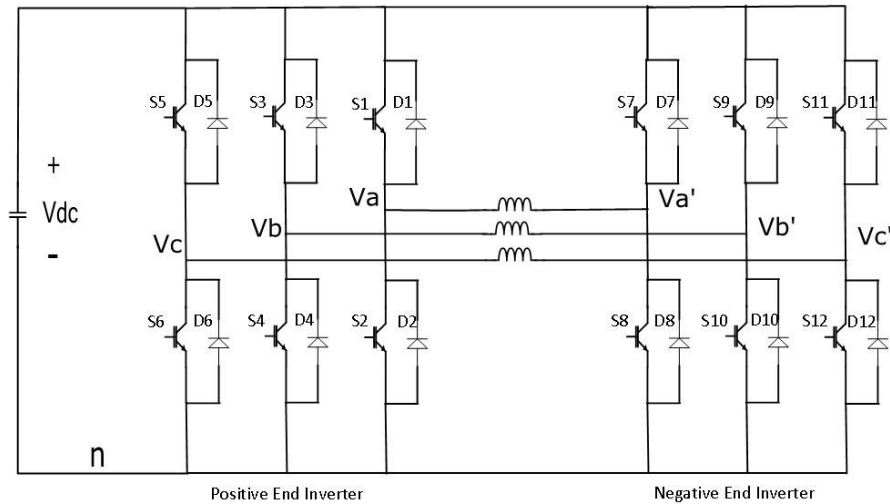 S5 D5 S3 D3 S1 D1 S7 D7 S9 D9 S11 D11
+
Vdc
-
Va Va'
Vb Vb'
Vc Vc'
S6 D6 S4 D4 S2 D2 S8 D8 S10 D10 S12 D12
n
Positive End Inverter Negative End Inverter